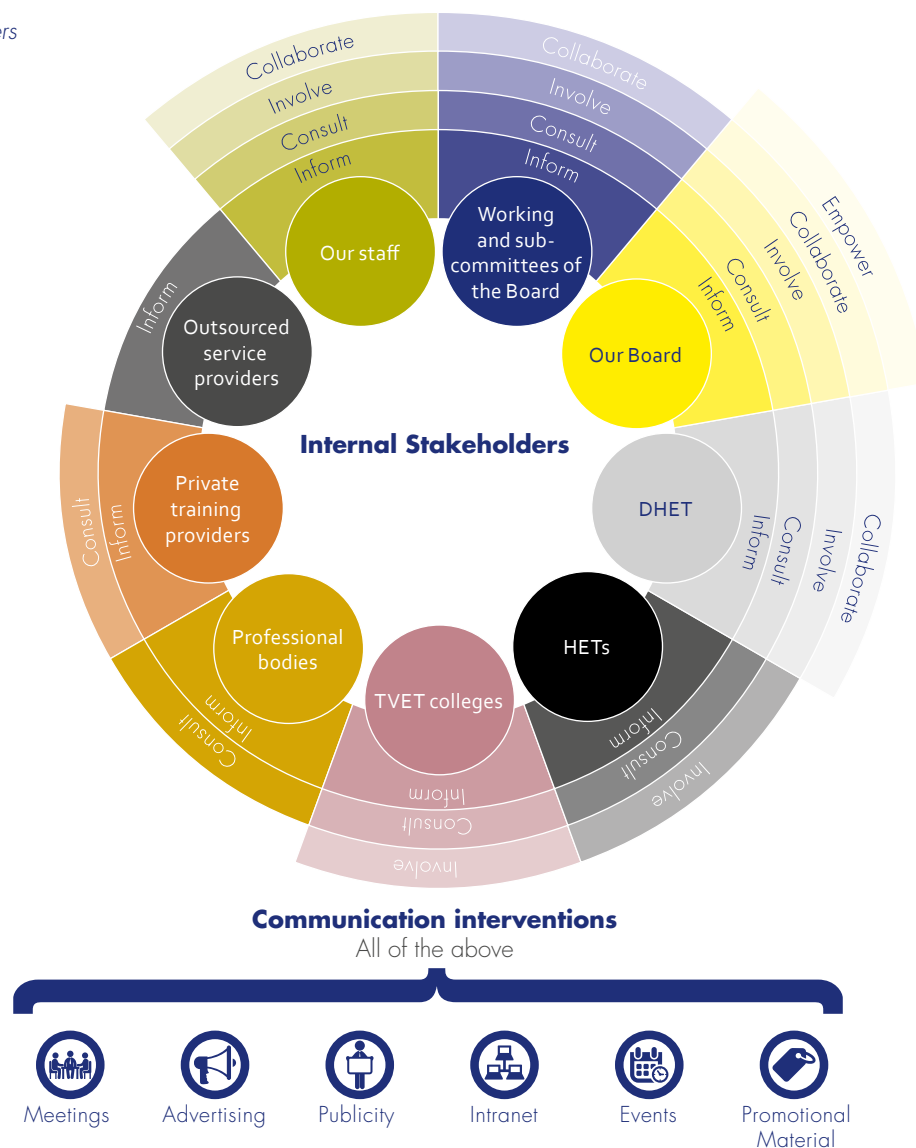 ers
Collaborate
Involve
Consult
Inform
Our staff
Collaborate
Involve
Consult
Inform
Working
and sub-
committees of
the Board
Empower
Collaborate
Involve
Consult
Inform
Our Board
Collaborate
Involve
Consult
Inform
DHET
Inform
Consult
Involve
HETs
Inform
Consult
Involve
TVET colleges
Inform
Consult
Professional
bodies
Consult
Inform
Private
training
providers
Inform
Outsourced
service
providers
Internal Stakeholders
Communication interventions
All of the above
Meetings
Advertising
Publicity
Intranet
Events
Promotional
Material